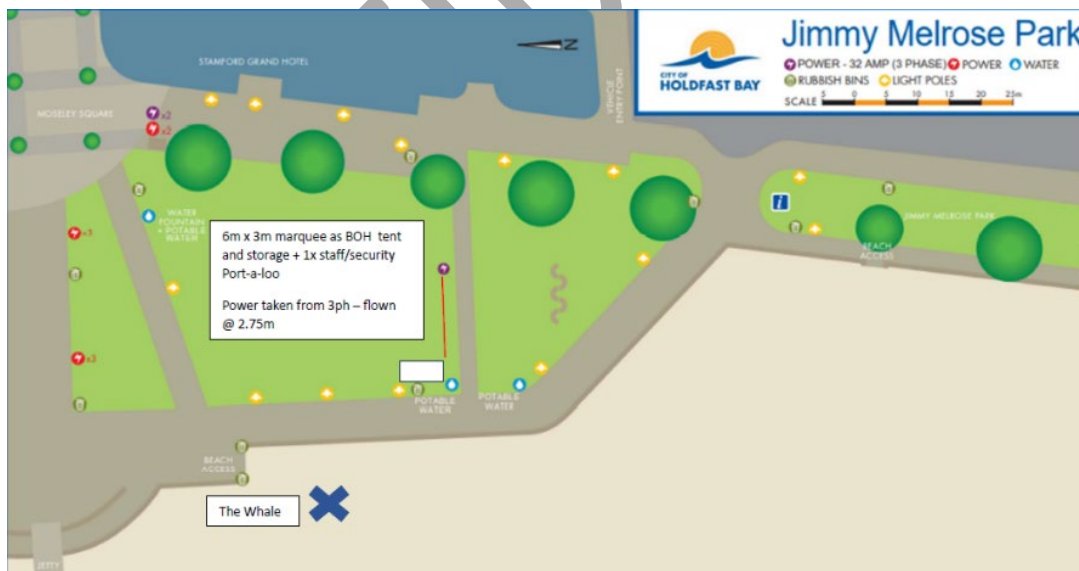 Jimmy Melrose Park
CITY OF
HOLDFAST BAY
POWER - 32 AMP (3 PHASE) POWER WATER
RUBBISH BINS LIGHT POLES
SCALE 5 0 5 10 15 20 25m
N
STAMFORD GRAND HOTEL
VEHICLE
ENTRY POINT
MOSELEY SQUARE
x2
x2
WATER
FOUNTAIN
+ POTABLE
WATER
x3
x3
6m x 3m marquee as BOH tent
and storage + 1x staff/security
Port-a-loo
Power taken from 3ph – flown
@ 2.75m
i
JIMMY MELROSE PARK
BEACH
ACCESS
POTABLE
WATER
POTABLE
WATER
BEACH
ACCESS
The Whale
JETTY